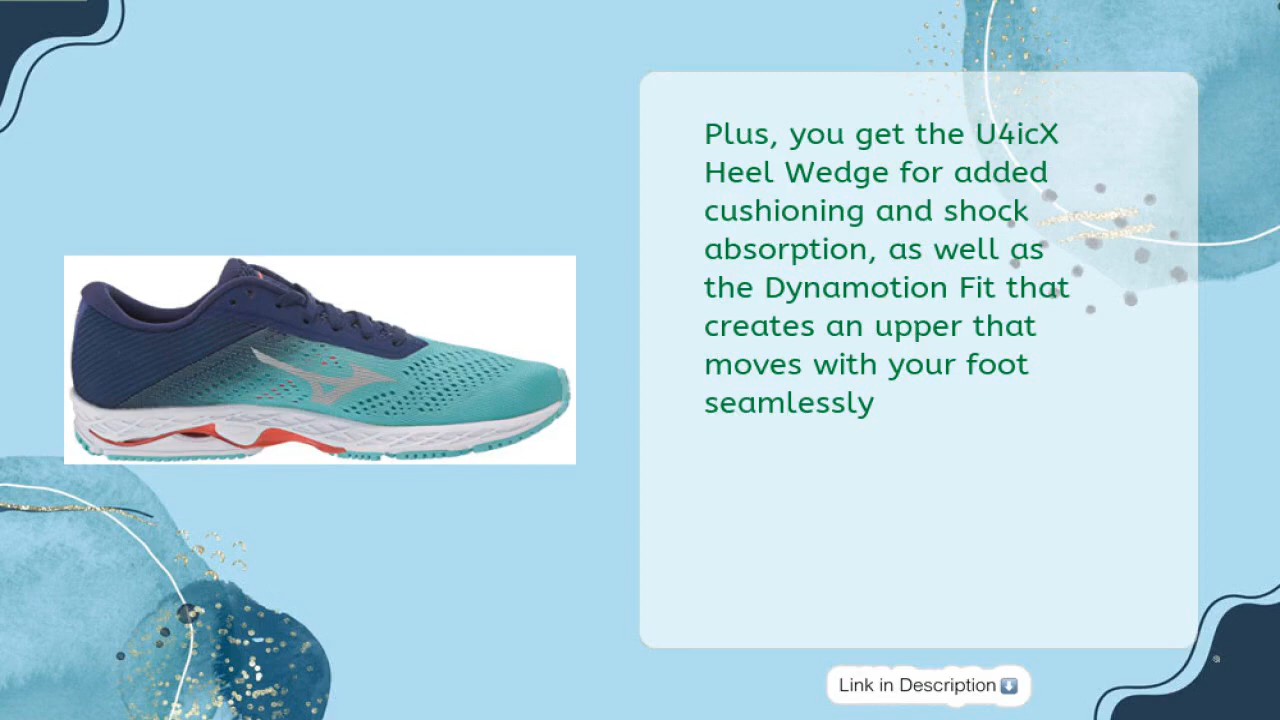 Plus, you get the U4icX
Heel Wedge for added
cushioning and shock
absorption, as well as
the Dynamotion Fit that
creates an upper that
moves with your foot
seamlessly
Link in Description⬇️